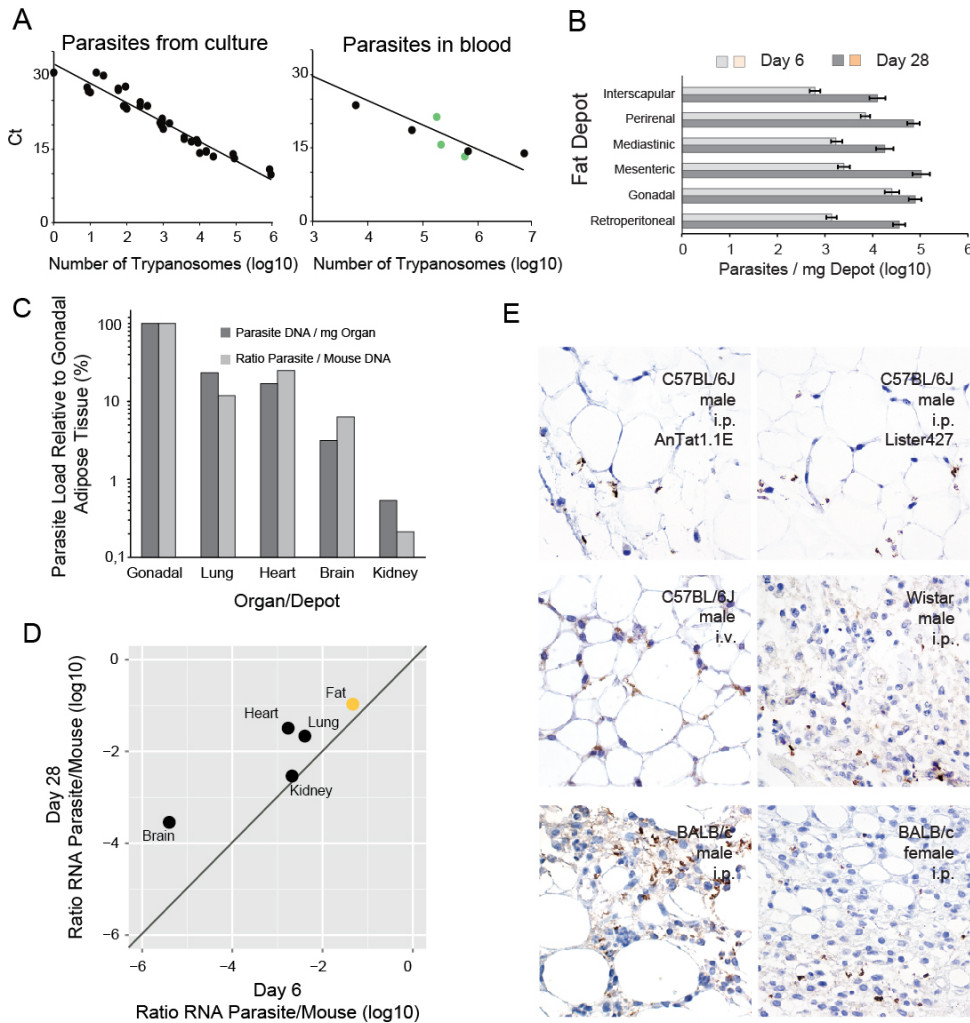 A
Parasites from culture
Parasites in blood
Ct
30
15
0
0
1
2
3
4
5
6
Number of Trypanosomes (log10)
30
15
0
3
4
5
6
7
Number of Trypanosomes (log10)
B
Day 6
Day 28
Fat Depot
Interscapular
Perirenal
Mediastinic
Mesenteric
Gonadal
Retroperitoneal
0
1
2
3
4
5
6
Parasites / mg Depot (log10)
C
Parasite Load Relative to Gonadal
Adipose Tissue (%)
100
10
1
0,1
Parasite DNA / mg Organ
Ratio Parasite / Mouse DNA
Gonadal
Lung
Heart
Brain
Kidney
Organ/Depot
D
Day 28
Ratio RNA Parasite/Mouse (log10)
0
−2
−4
−6
Fat
Heart
Lung
Kidney
Brain
−6
−4
−2
0
Day 6
Ratio RNA Parasite/Mouse (log10)
E
C57BL/6J
male
i.p.
AnTat1.1E
C57BL/6J
male
i.p.
Lister427
C57BL/6J
male
i.v.
Wistar
male
i.p.
BALB/c
male
i.p.
BALB/c
female
i.p.